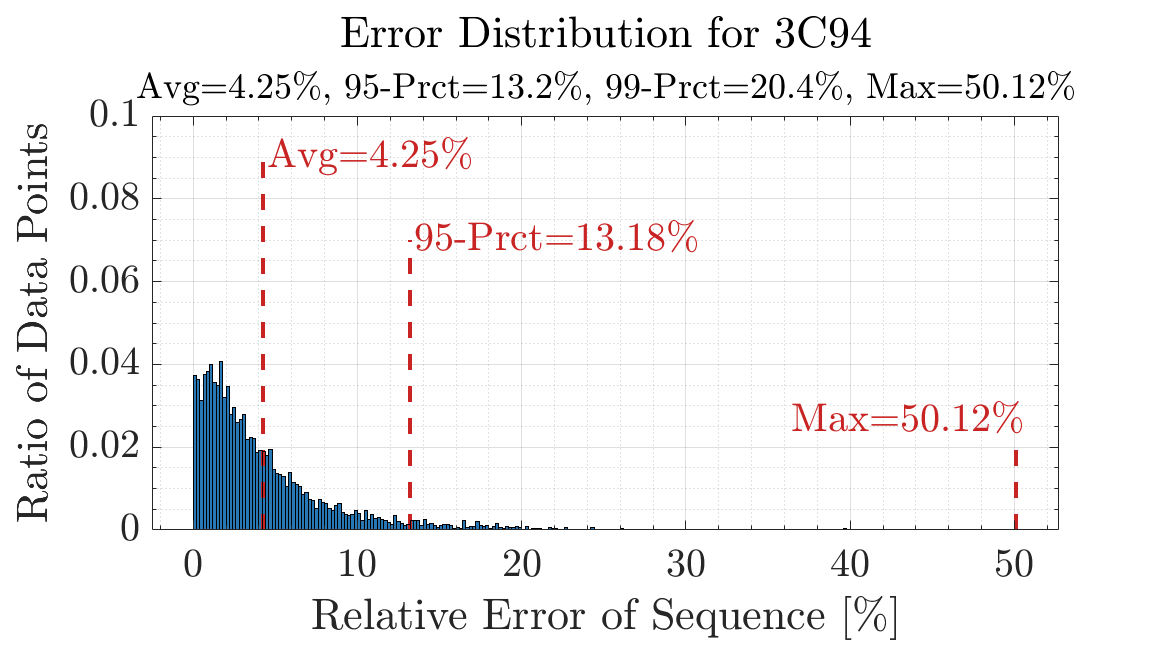 Error Distribution for 3C94
Avg=4.25%, 95-Prct=13.2%, 99-Prct=20.4%, Max=50.12%
Ratio of Data Points
0.1
0.08
0.06
0.04
0.02
0
Avg=4.25%
95-Prct=13.18%
Max=50.12%
0 10 20 30 40 50
Relative Error of Sequence [%]